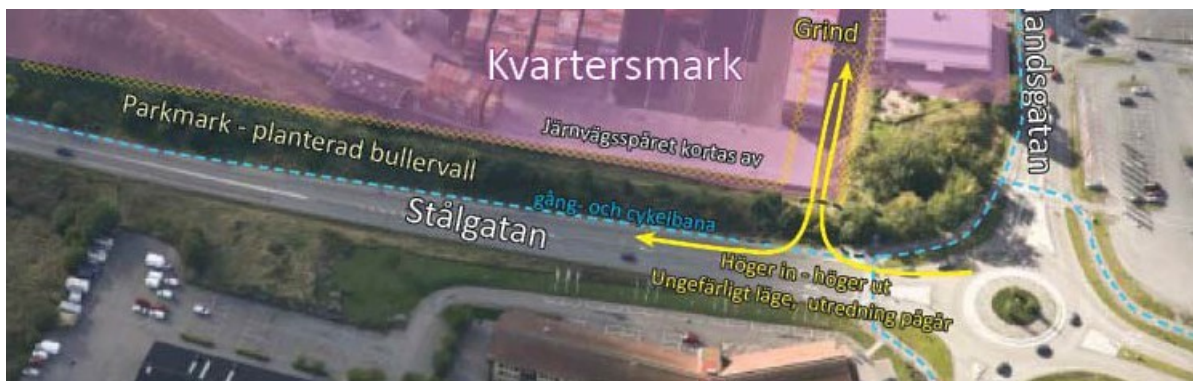 Grind
Kvartersmark
Parkmark - planterad bullervall
Järnvägsspåret kortas av
andsgatan
gång- och cykelbana
Stålgatan
Höger in - höger ut
Ungefärligt läge, utredning pågår